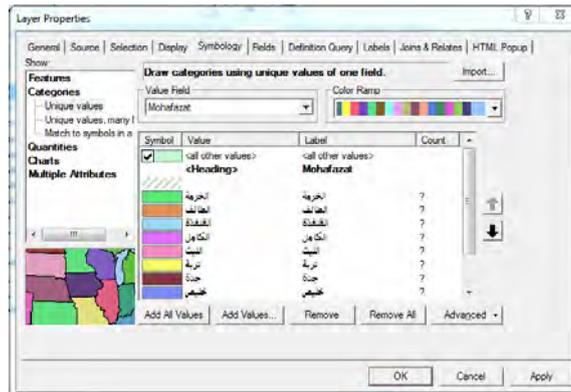 Layer Properties
General Source Selection Display Symbology Fields Definition Query Labels Joins & Relates HTML Popup
Show:
Features
Categories
Unique values
Unique values, many f
Match to symbols in a
Quantities
Charts
Multiple Attributes
Draw categories using unique values of one field.
Import...
Value Field
Mohafazat
Color Ramp
Symbol Value Label Count
<all other values> <all other values>
<Heading> Mohafazat
الخرمة الخرمة ?
الطائف الطائف ?
القنفذة القنفذة ?
الكامل الكامل ?
الليث الليث ?
تربة تربة ?
جدة جدة ?
خليص خليص ?
Add All Values Add Values... Remove Remove All Advanced
OK Cancel Apply